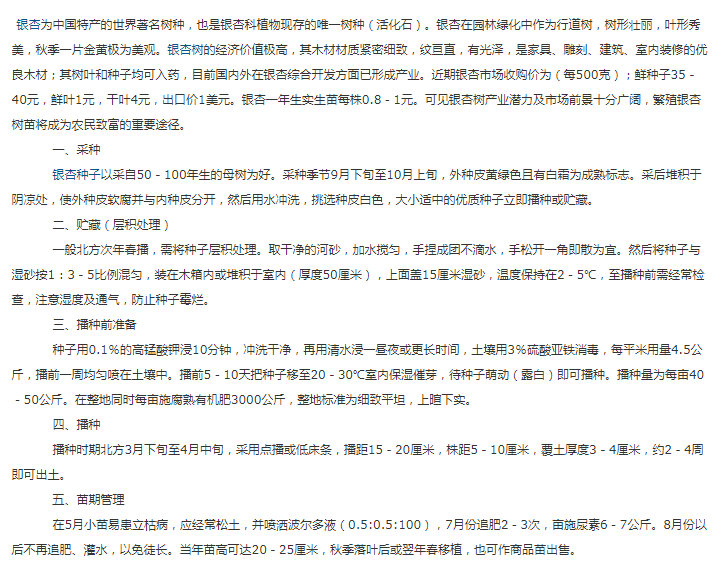 银杏为中国特产的世界著名树种，也是银杏科植物现存的唯一树种（活化石）。银杏在园林绿化中作为行道树，树形壮丽，叶形秀
美，秋季一片金黄极为美观。银杏树的经济价值极高，其木材材质紧密细致，纹亘直，有光泽，是家具、雕刻、建筑、室内装修的优
良木材；其树叶和种子均可入药，目前国内外在银杏综合开发方面已形成产业。近期银杏市场收购价为（每500克）；鲜种子35－
40元，鲜叶1元，干叶4元，出口价1美元。银杏一年生实生苗每株0.8－1元。可见银杏树产业潜力及市场前景十分广阔，繁殖银杏
树苗将成为农民致富的重要途径。
一、采种
银杏种子以采自50－100年生的母树为好。采种季节9月下旬至10月上旬，外种皮黄绿色且有白霜为成熟标志。采后堆积于
阴凉处，使外种皮软腐并与内种皮分开，然后用水冲洗，挑选种皮白色，大小适中的优质种子立即播种或贮藏。
二、贮藏（层积处理）
一般北方次年春播，需将种子层积处理。取干净的河砂，加水搅匀，手捏成团不滴水，手松开一角即散为宜。然后将种子与
湿砂按1：3－5比例混匀，装在木箱内或堆积于室内（厚度50厘米），上面盖15厘米湿砂，温度保持在2－5℃，至播种前需经常检
查，注意湿度及通气，防止种子霉烂。
三、播种前准备
种子用0.1%的高锰酸钾浸10分钟，冲洗干净，再用清水浸一昼夜或更长时间，土壤用3%硫酸亚铁消毒，每平米用量4.5公
斤，播前一周均匀喷在土壤中。播前5－10天把种子移至20－30℃室内保湿催芽，待种子萌动（露白）即可播种。播种量为每亩40
－50公斤。在整地同时每亩施腐熟有机肥3000公斤，整地标准为细致平坦，上暄下实。
四、播种
播种时期北方3月下旬至4月中旬，采用点播或低床条，播距15－20厘米，株距5－10厘米，覆土厚度3－4厘米，约2－4周
即可出土。
五、苗期管理
在5月小苗易患立枯病，应经常松土，并喷洒波尔多液（0.5:0.5:100），7月份追肥2－3次，亩施尿素6－7公斤。8月份以
后不再追肥、灌水，以免徒长。当年苗高可达20－25厘米，秋季落叶后或翌年春移植，也可作商品苗出售。